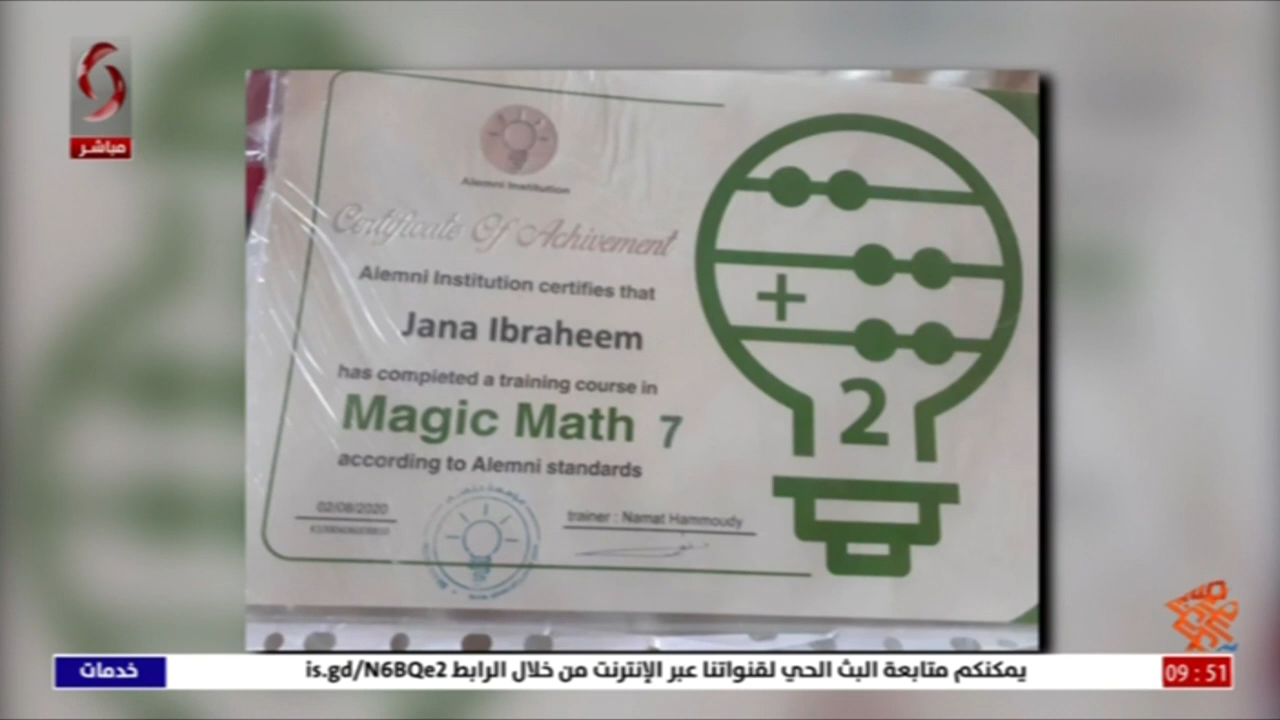 مباشر
Alemni Institution
Certificate Of Achivement
Alemni Institution certifies that
Jana Ibraheem
has completed a training course in
Magic Math 7
according to Alemni standards
02/08/2020
trainer : Namat Hammoudy
+
2
خدمات
يمكنكم متابعة البث الحي لقنواتنا عبر الإنترنت من خلال الرابط is.gd/N6BQe2
09 : 51